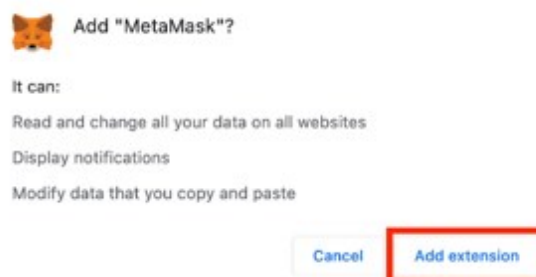 Add "MetaMask"?
It can:
Read and change all your data on all websites
Display notifications
Modify data that you copy and paste
Cancel Add extension